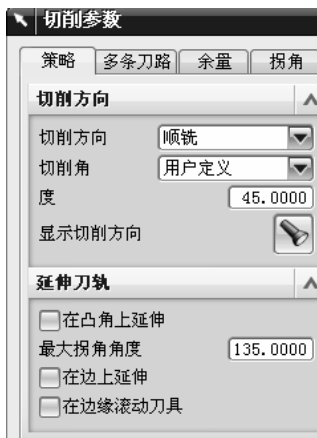 切削参数
策略 多条刀路 余量 拐角
切削方向
切削方向 顺铣
切削角 用户定义
度 45.0000
显示切削方向
延伸刀轨
在凸角上延伸
最大拐角角度 135.0000
在边上延伸
在边缘滚动刀具